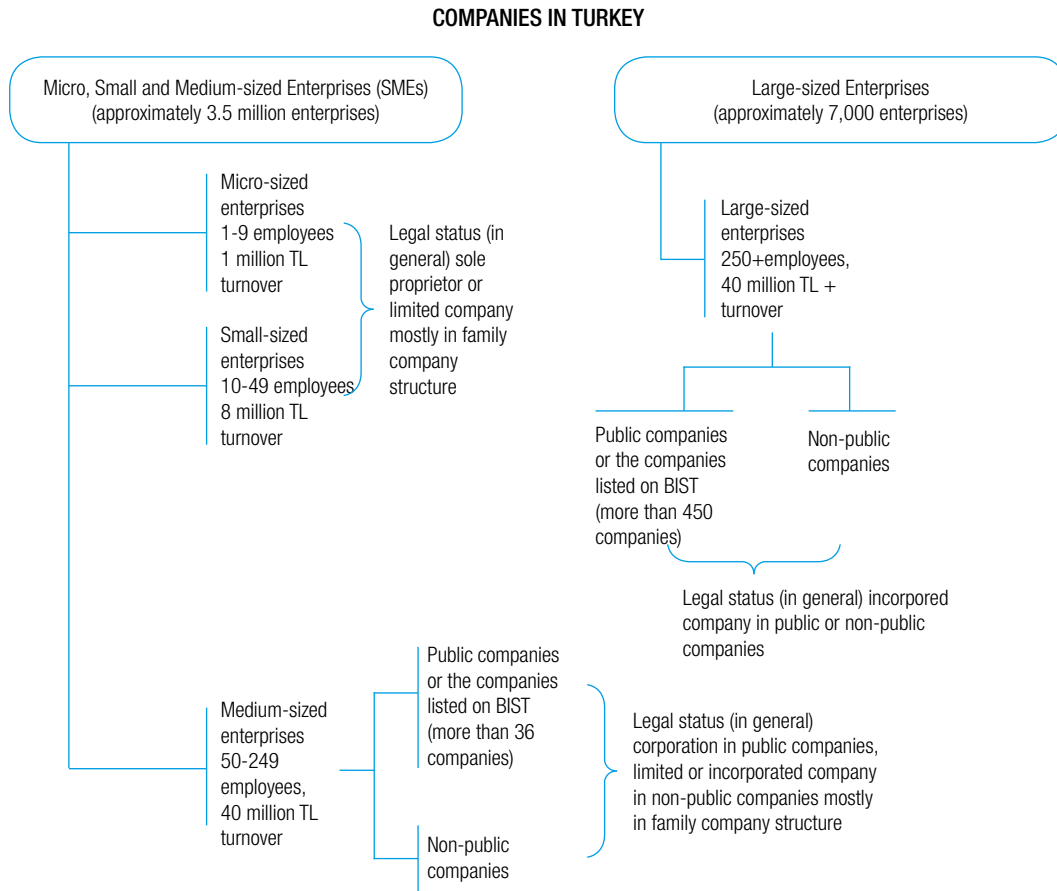 COMPANIES IN TURKEY
Micro, Small and Medium-sized Enterprises (SMEs)
(approximately 3.5 million enterprises)
Large-sized Enterprises
(approximately 7,000 enterprises)
Micro-sized
enterprises
1-9 employees
1 million TL
turnover
Small-sized
enterprises
10-49 employees
8 million TL
turnover
Legal status (in
general) sole
proprietor or
limited company
mostly in family
company
structure
Large-sized
enterprises
250+employees,
40 million TL +
turnover
Public companies
or the companies
listed on BIST
(more than 450
companies)
Non-public
companies
Legal status (in general) incorpored
company in public or non-public
companies
Medium-sized
enterprises
50-249
employees,
40 million TL
turnover
Public companies
or the companies
listed on BIST
(more than 36
companies)
Non-public
companies
Legal status (in general)
corporation in public companies,
limited or incorporated company
in non-public companies mostly
in family company structure